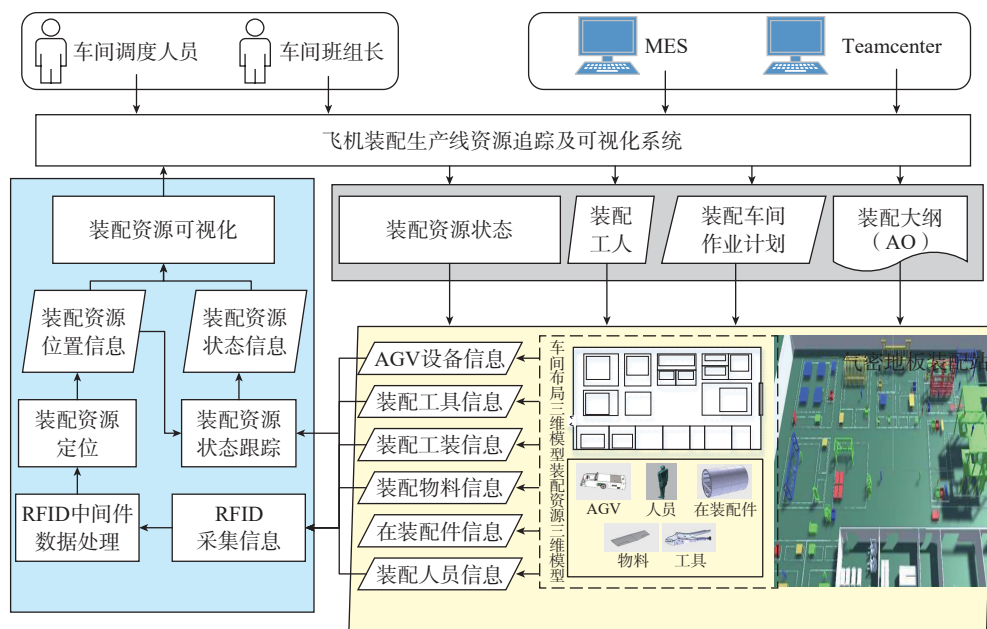 车间调度人员
车间班组长
MES
Teamcenter
飞机装配生产线资源追踪及可视化系统
装配资源可视化
装配资源状态
装配
工人
装配车间
作业计划
装配大纲
（AO）
装配资源
位置信息
装配资源
状态信息
装配资源
定位
装配资源
状态跟踪
RFID中间件
数据处理
RFID
采集信息
AGV设备信息
装配工具信息
装配工装信息
装配物料信息
在装配件信息
装配人员信息
车间布局三维模型
装配资源三维模型
AGV
人员
在装配件
物料
工具
气密地板装配站